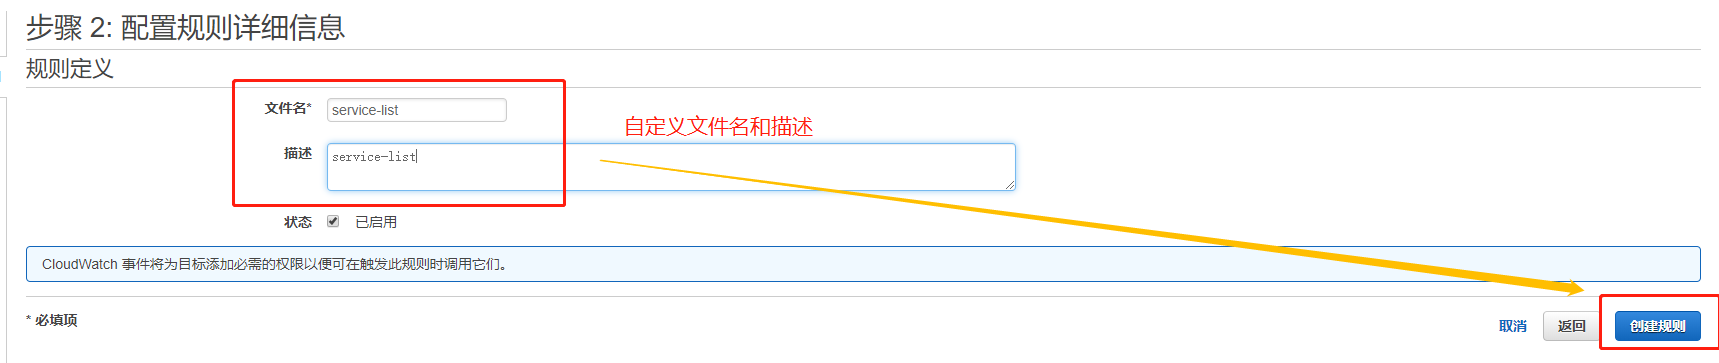 步骤 2: 配置规则详细信息
规则定义
文件名* service-list
自定义文件名和描述
描述 service-list
状态 已启用
CloudWatch 事件将为目标添加必需的权限以便可在触发此规则时调用它们。
* 必填项 取消 返回 创建规则